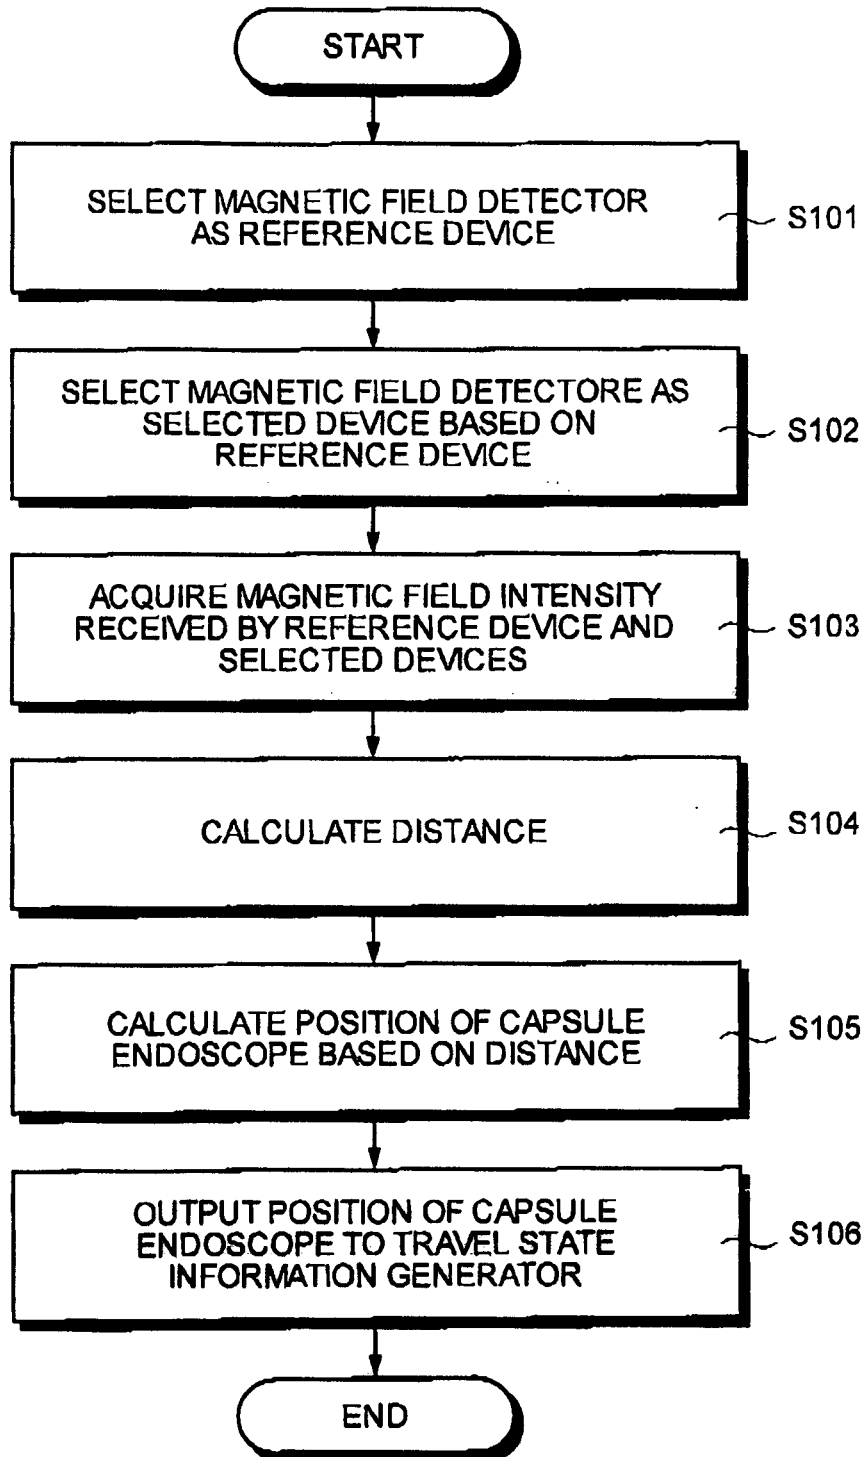 START
SELECT MAGNETIC FIELD DETECTOR
AS REFERENCE DEVICE
S101
SELECT MAGNETIC FIELD DETECTORE AS
SELECTED DEVICE BASED ON
REFERENCE DEVICE
S102
ACQUIRE MAGNETIC FIELD INTENSITY
RECEIVED BY REFERENCE DEVICE AND
SELECTED DEVICES
S103
CALCULATE DISTANCE
S104
CALCULATE POSITION OF CAPSULE
ENDOSCOPE BASED ON DISTANCE
S105
OUTPUT POSITION OF CAPSULE
ENDOSCOPE TO TRAVEL STATE
INFORMATION GENERATOR
S106
END